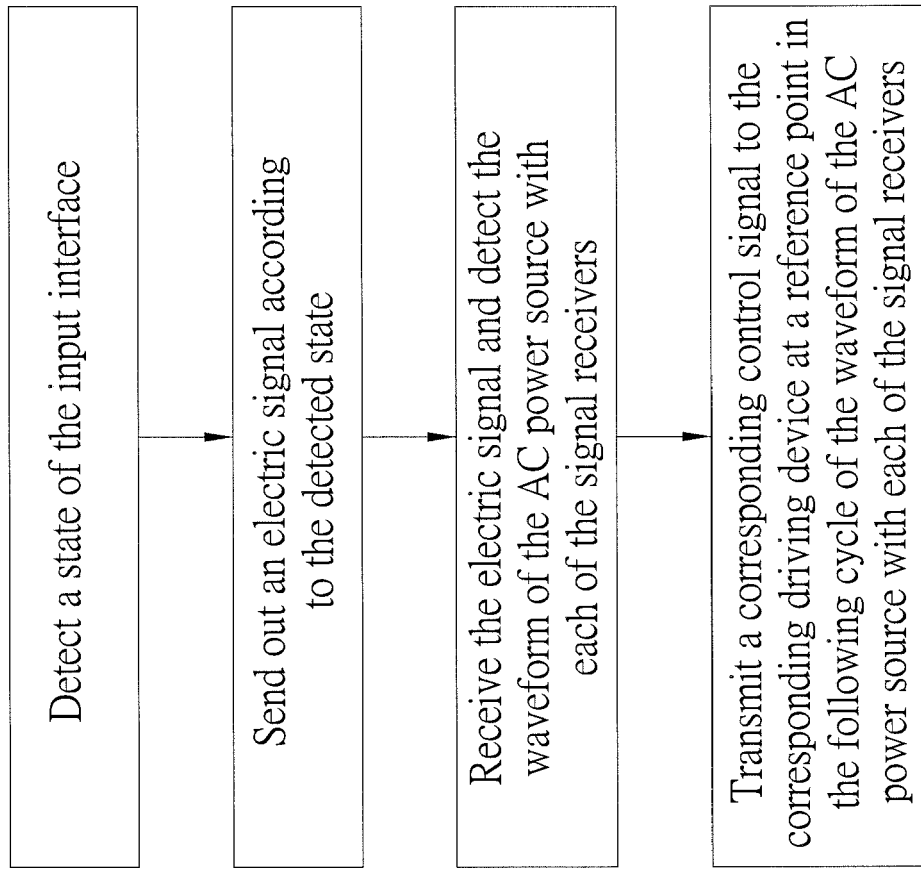 Detect a state of the input interface
Send out an electric signal according
to the detected state
Receive the electric signal and detect the
waveform of the AC power source with
each of the signal receivers
Transmit a corresponding control signal to the
corresponding driving device at a reference point in
the following cycle of the waveform of the AC
power source with each of the signal receivers